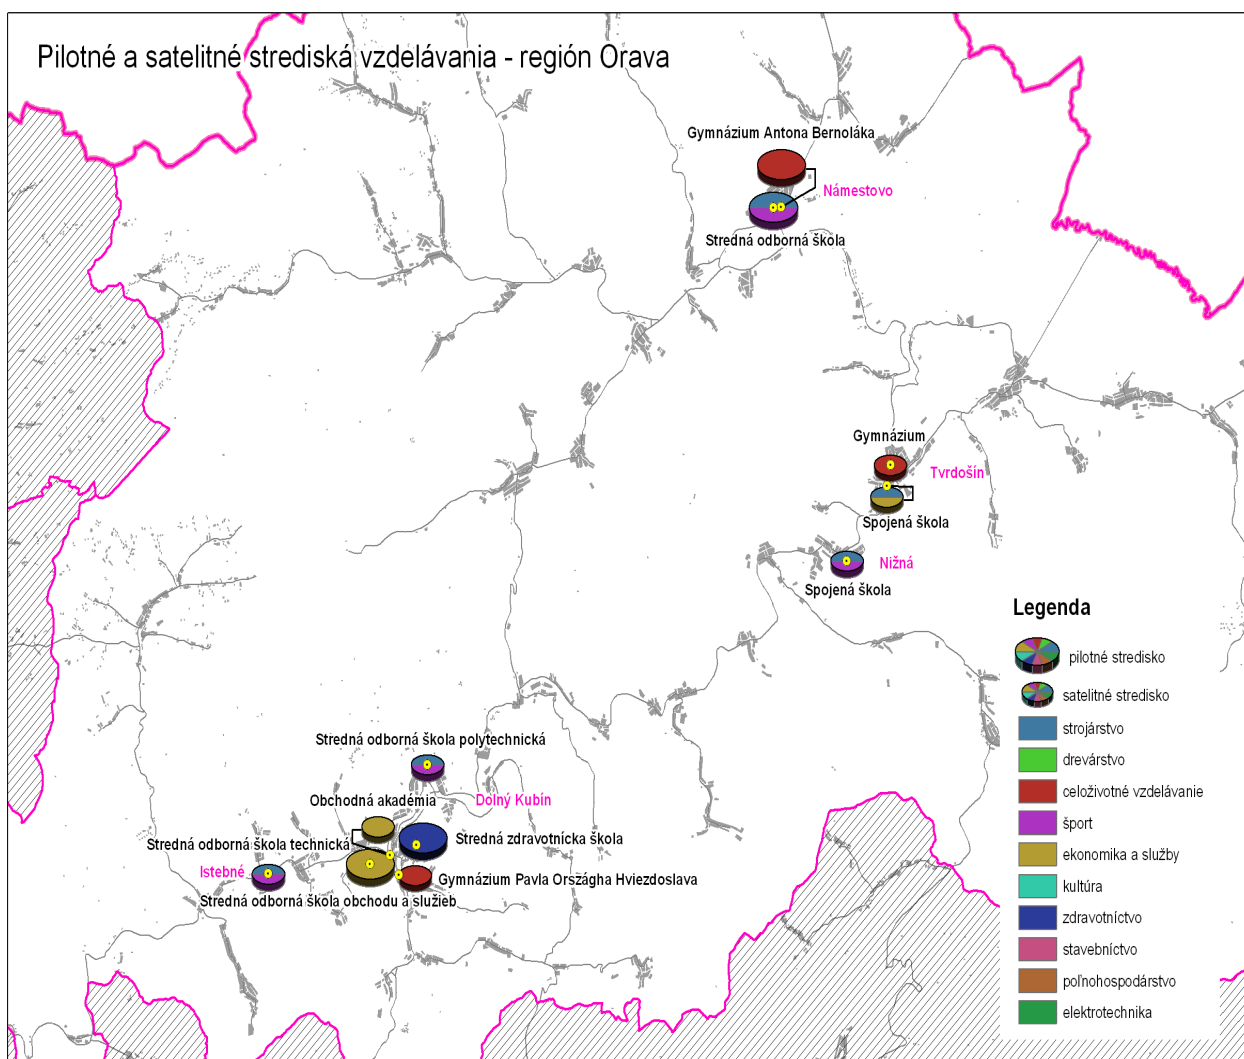 Pilotné a satelitné strediská vzdelávania - región Orava
Gymnázium Antona Bernoláka
Námestovo
Stredná odborná škola
Gymnázium
Tvrdošín
Spojená škola
Nižná
Spojená škola
Stredná odborná škola polytechnická
Dolný Kubín
Obchodná akadémia
Stredná odborná škola technická
Stredná zdravotnícka škola
Istebné
Gymnázium Pavla Országha Hviezdoslava
Stredná odborná škola obchodu a služieb
Legenda
pilotné stredisko
satelitné stredisko
strojárstvo
drevárstvo
celoživotné vzdelávanie
šport
ekonomika a služby
kultúra
zdravotníctvo
stavebníctvo
poľnohospodárstvo
elektrotechnika